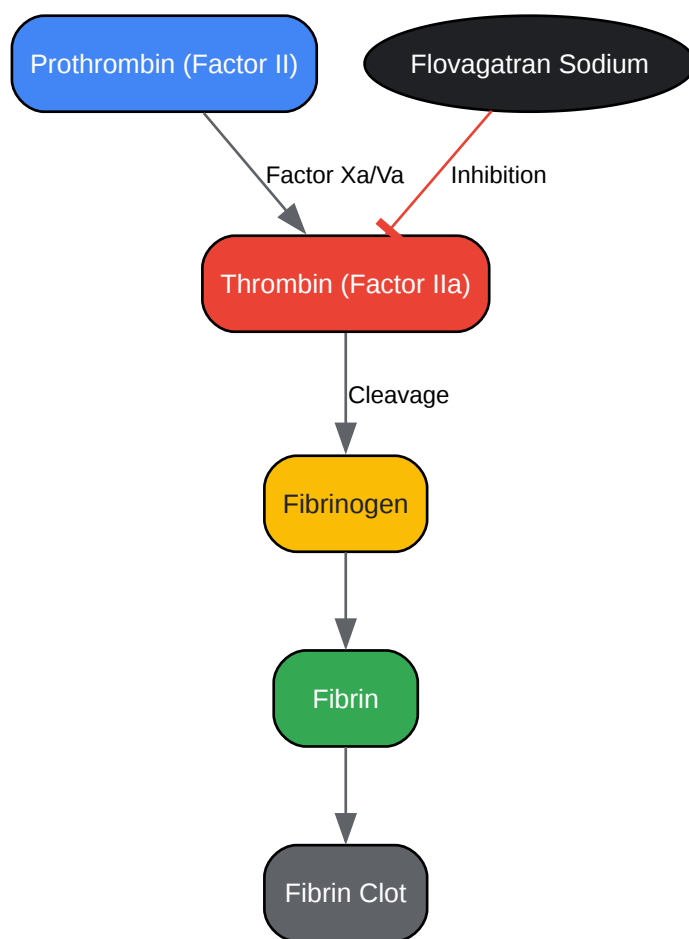 Prothrombin (Factor II)
Flovagatran Sodium
Factor Xa/Va
Inhibition
Thrombin (Factor IIa)
Cleavage
Fibrinogen
Fibrin
Fibrin Clot